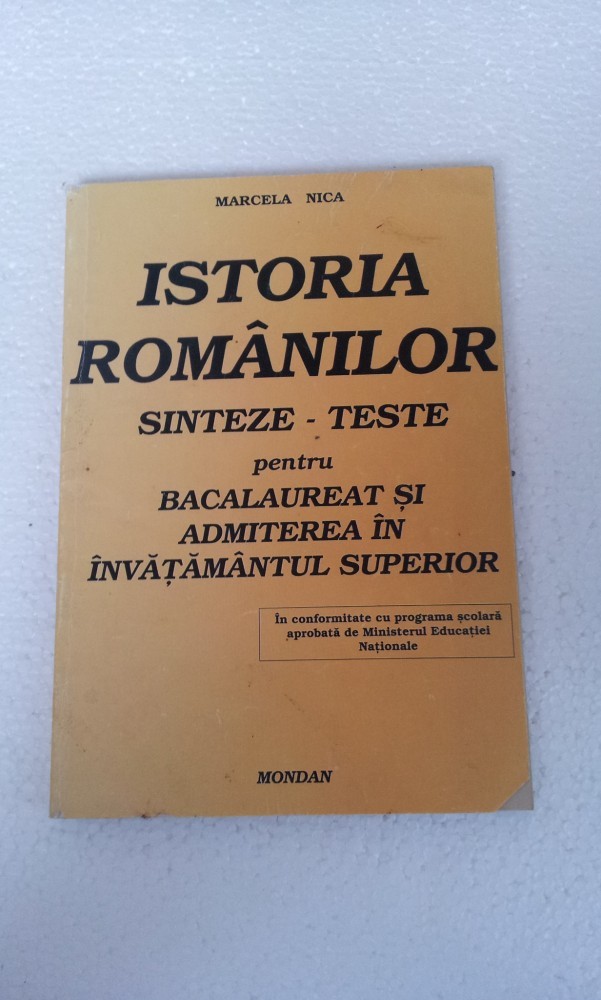 MARCELA NICA
ISTORIA
ROMÂNILOR
SINTEZE - TESTE
pentru
BACALAUREAT ȘI
ADMITEREA ÎN
ÎNVĂȚĂMÂNTUL SUPERIOR
În conformitate cu programa școlară
aprobată de Ministerul Educației
Naționale
MONDAN